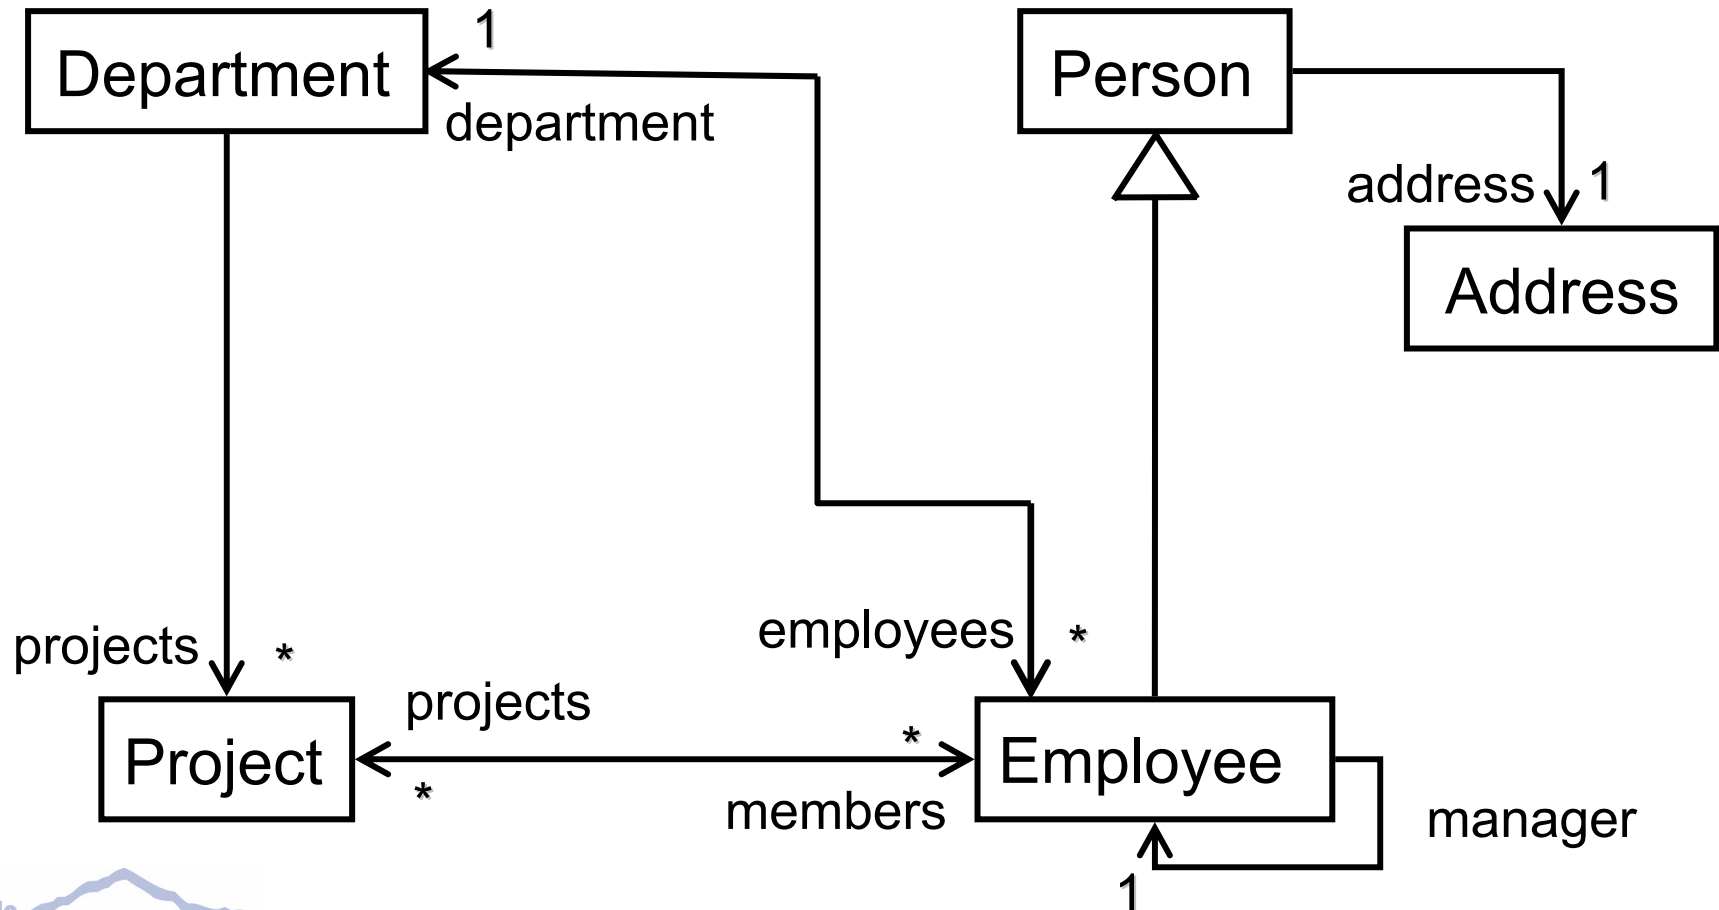 1
Department
Person
department
address
1
Address
projects
*
employees
*
projects
*
Project
Employee
*
members
manager
1